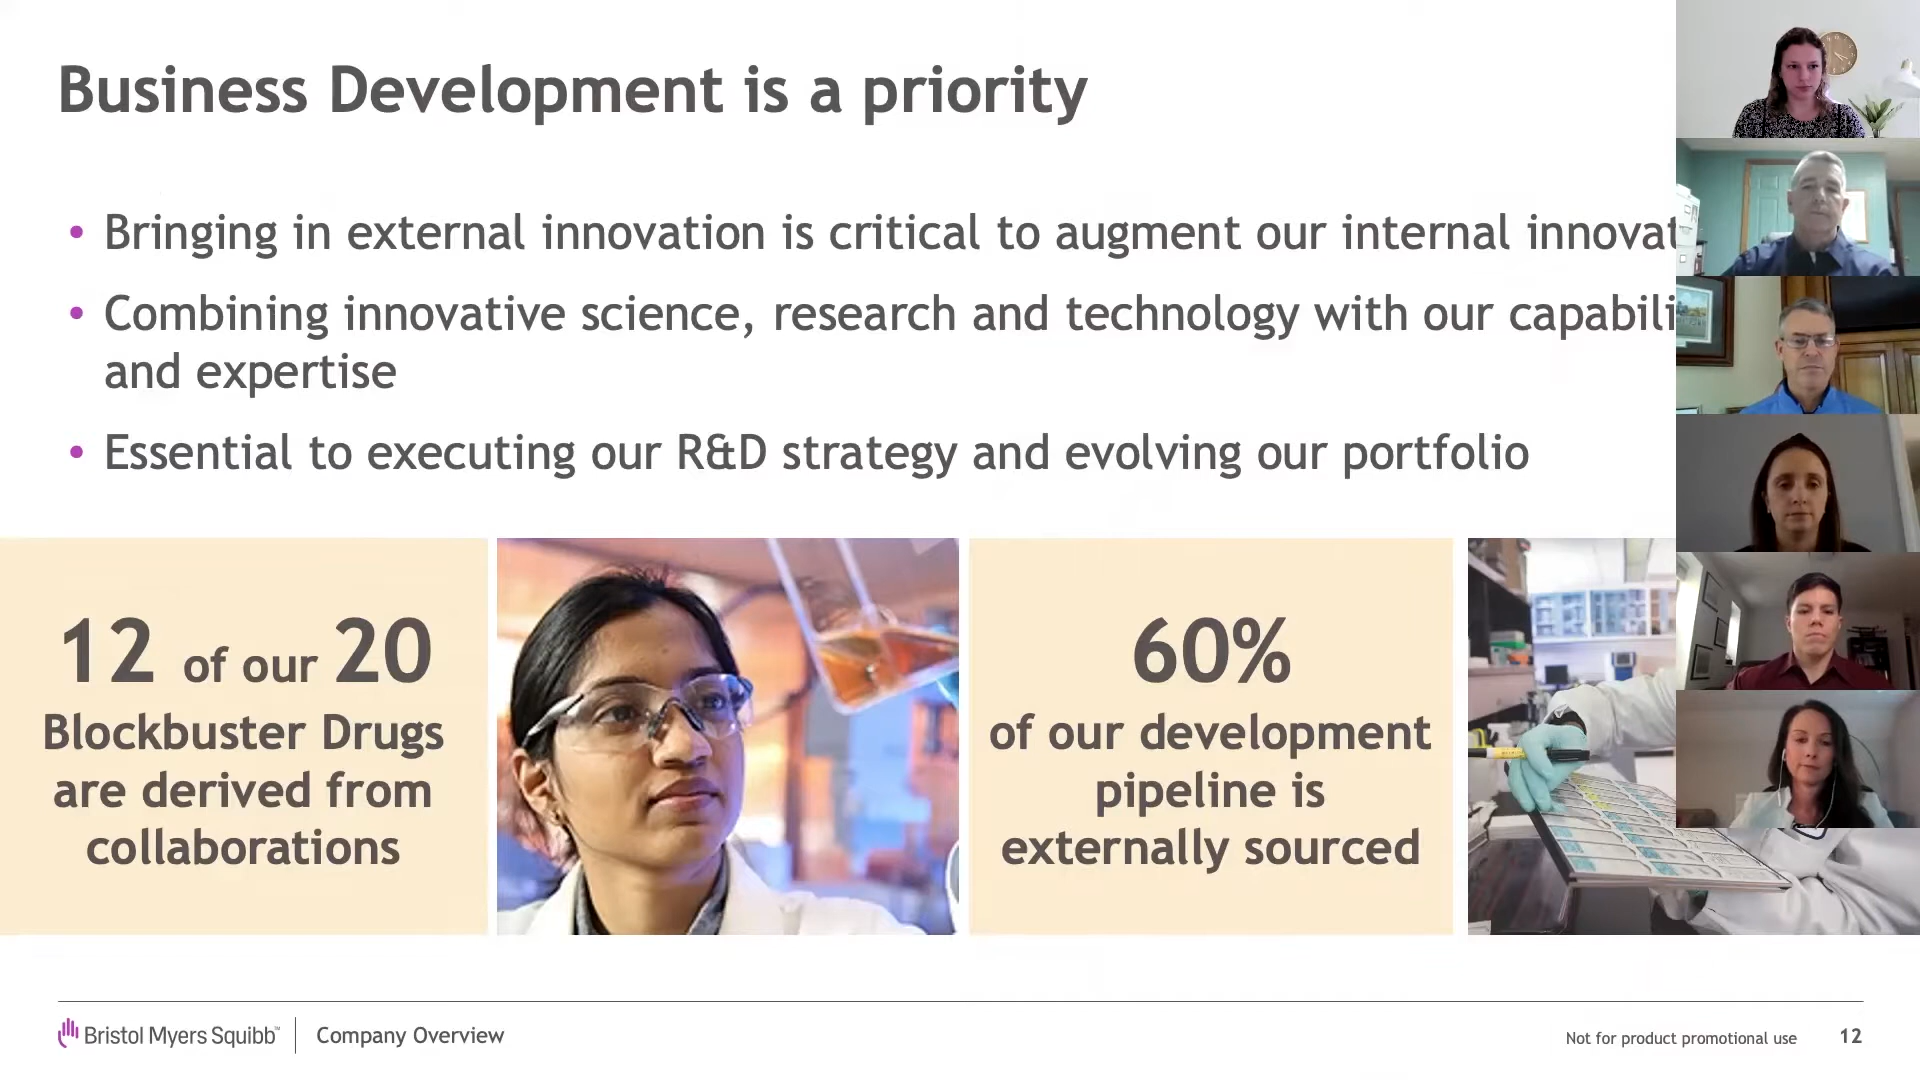 Business Development is a priority
• Bringing in external innovation is critical to augment our internal innovat
• Combining innovative science, research and technology with our capabili
and expertise
• Essential to executing our R&D strategy and evolving our portfolio
12 of our 20
Blockbuster Drugs
are derived from
collaborations
60%
of our development
pipeline is
externally sourced
Bristol Myers Squibb™ | Company Overview
Not for product promotional use 12